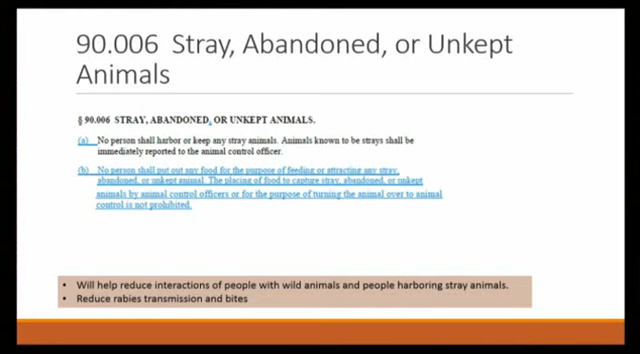 90.006 Stray, Abandoned, or Unkept
Animals
§ 90.006 STRAY, ABANDONED, OR UNKEPT ANIMALS.
(a) No person shall harbor or keep any stray animals. Animals known to be strays shall be
immediately reported to the animal control officer.
(b) No person shall put out any food for the purpose of feeding or attracting any stray,
abandoned, or unkept animal. The placing of food to capture stray, abandoned, or unkept
animals by animal control officers or for the purpose of turning the animal over to animal
control is not prohibited.
• Will help reduce interactions of people with wild animals and people harboring stray animals.
• Reduce rabies transmission and bites